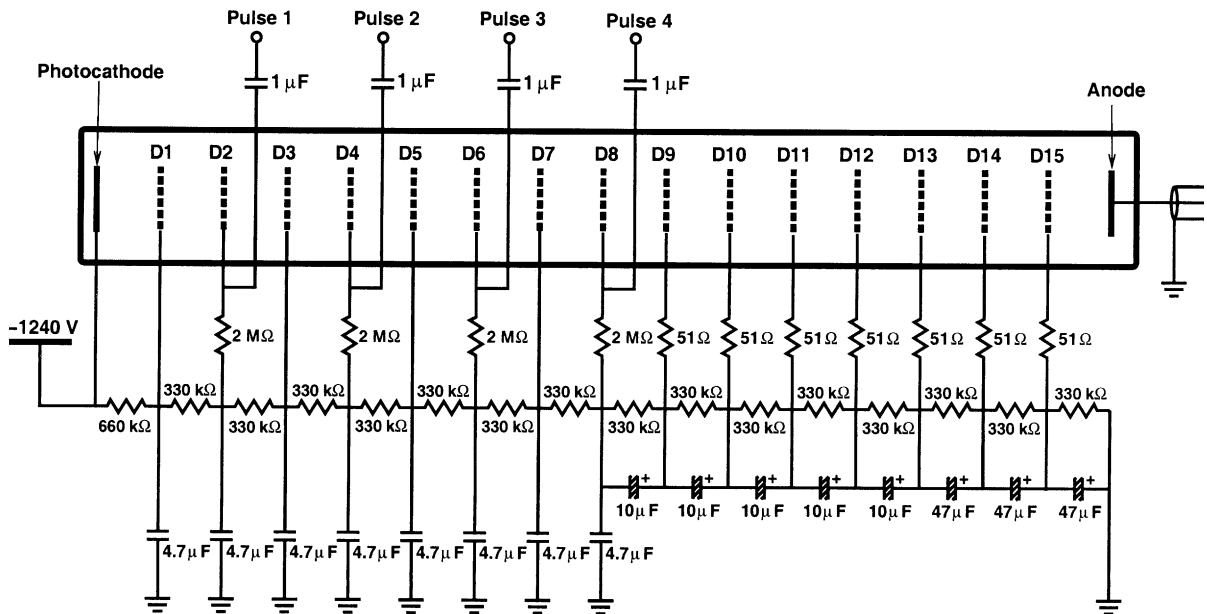 Pulse 1 Pulse 2 Pulse 3 Pulse 4
1 μF 1 μF 1 μF 1 μF
Photocathode
Anode
D1 D2 D3 D4 D5 D6 D7 D8 D9 D10 D11 D12 D13 D14 D15
–1240 V
2 MΩ 2 MΩ 2 MΩ 2 MΩ 51Ω 51Ω 51Ω 51Ω 51Ω 51Ω 51Ω
330 kΩ 330 kΩ 330 kΩ 330 kΩ 330 kΩ 330 kΩ 330 kΩ 330 kΩ
660 kΩ 330 kΩ 330 kΩ 330 kΩ 330 kΩ 330 kΩ 330 kΩ 330 kΩ
+ + + + + + + +
10μF 10μF 10μF 10μF 10μF 47μF 47μF 47μF
4.7μF 4.7μF 4.7μF 4.7μF 4.7μF 4.7μF 4.7μF 4.7μF